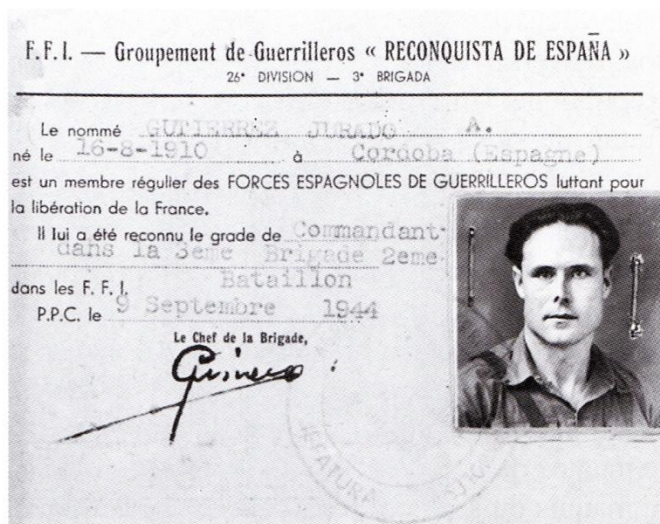 F.F.I. — Groupement de Guerrilleros « RECONQUISTA DE ESPAÑA »
26ᵉ DIVISION — 3ᵉ BRIGADA
Le nommé GUTIERREZ JURADO A.
né le 16-8-1910 à Cordoba (Espagne)
est un membre régulier des FORCES ESPAGNOLES DE GUERRILLEROS luttant pour
la libération de la France.
Il lui a été reconnu le grade de Commandant
dans la 3eme Brigade 2eme
Bataillon
dans les F. F. I.
P.P.C. le 9 Septembre 1944
Le Chef de la Brigade,
JEFATURA